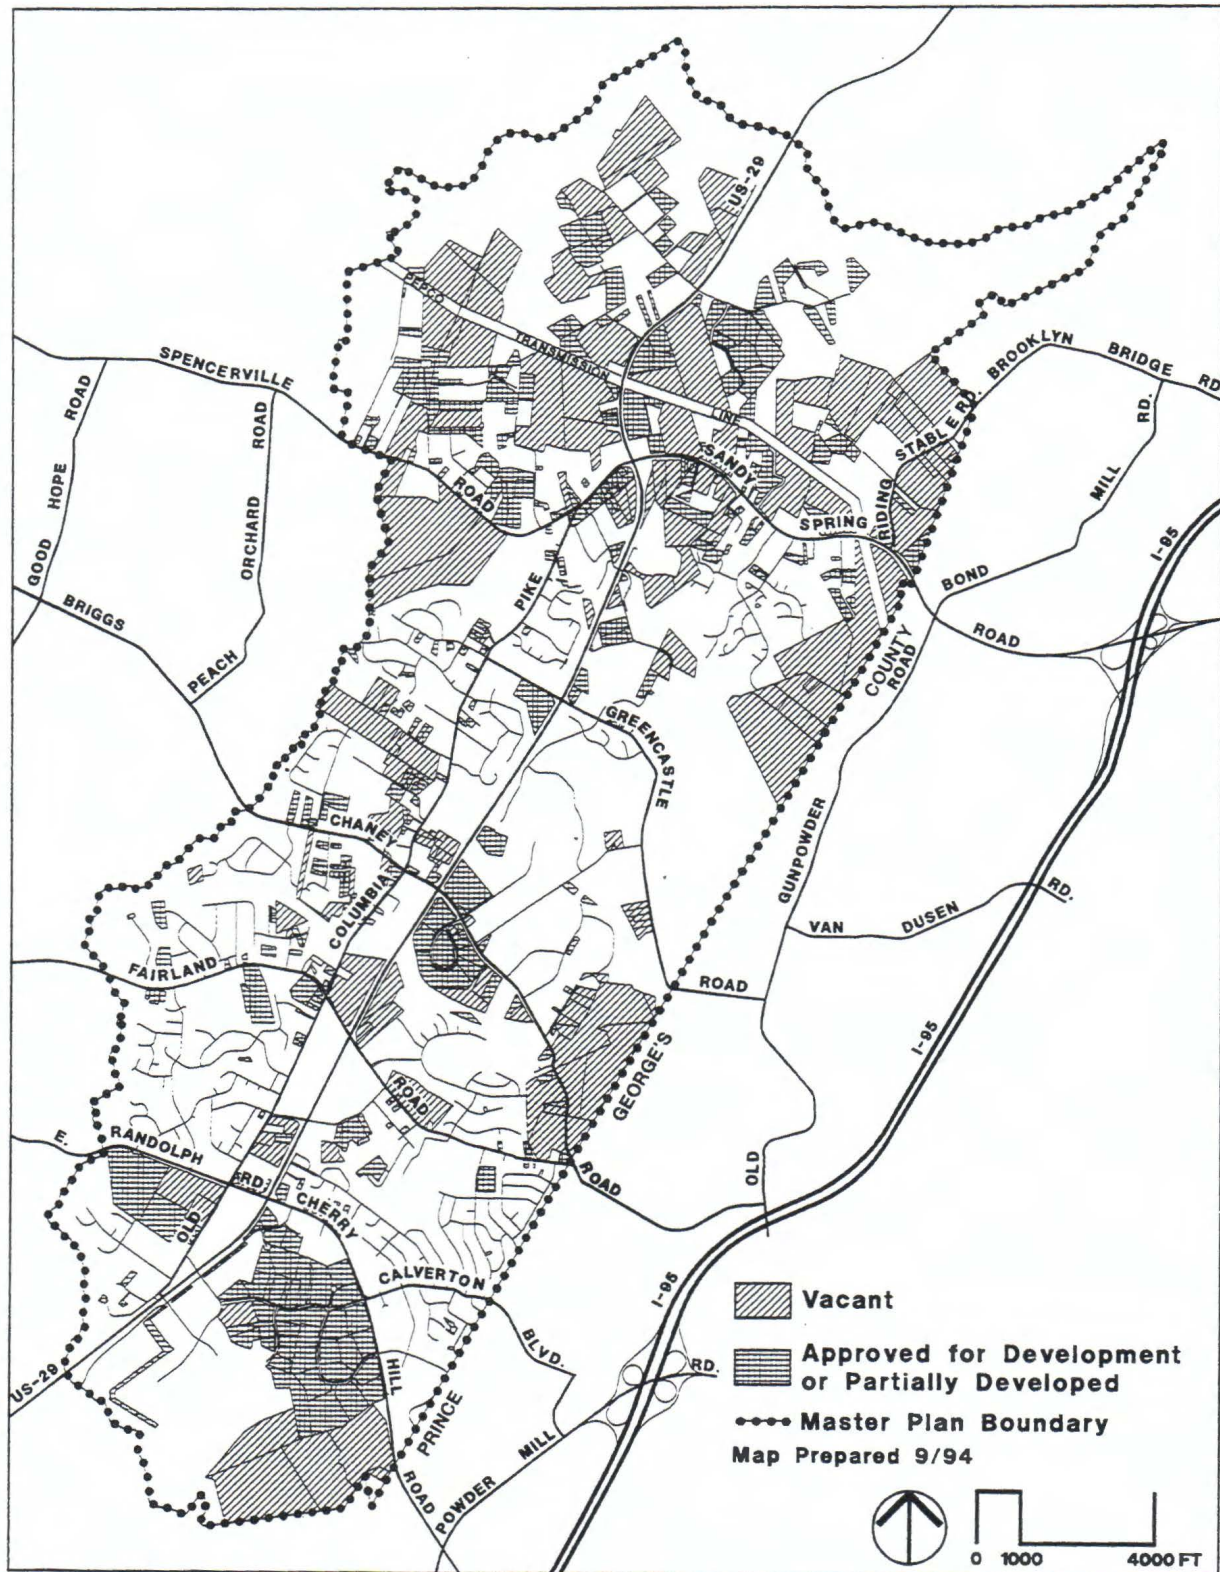 US-29
PEPCO
TRANSMISSION
LINE
SPENCERVILLE
ROAD
GOOD HOPE ROAD
PEACH ORCHARD ROAD
BRIGGS
CHANEY
SANDY
SPRING
ROAD
RIDING
STABLE RD.
BROOKLYN
BRIDGE
RD.
BOND
MILL
RD.
I-95
COUNTY
ROAD
PIKE
GREENCASTLE
ROAD
GUNPOWDER
VAN DUSEN RD.
COLUMBIA
FAIRLAND
ROAD
ROAD
GEORGE'S
I-95
E. RANDOLPH RD.
CHERRY
OLD
OLD
CALVERTON
BLVD.
I-95
HILL
PRINCE
ROAD
POWDER
MILL
RD.
US-29
Vacant
Approved for Development
or Partially Developed
Master Plan Boundary
Map Prepared 9/94
0 1000 4000 FT